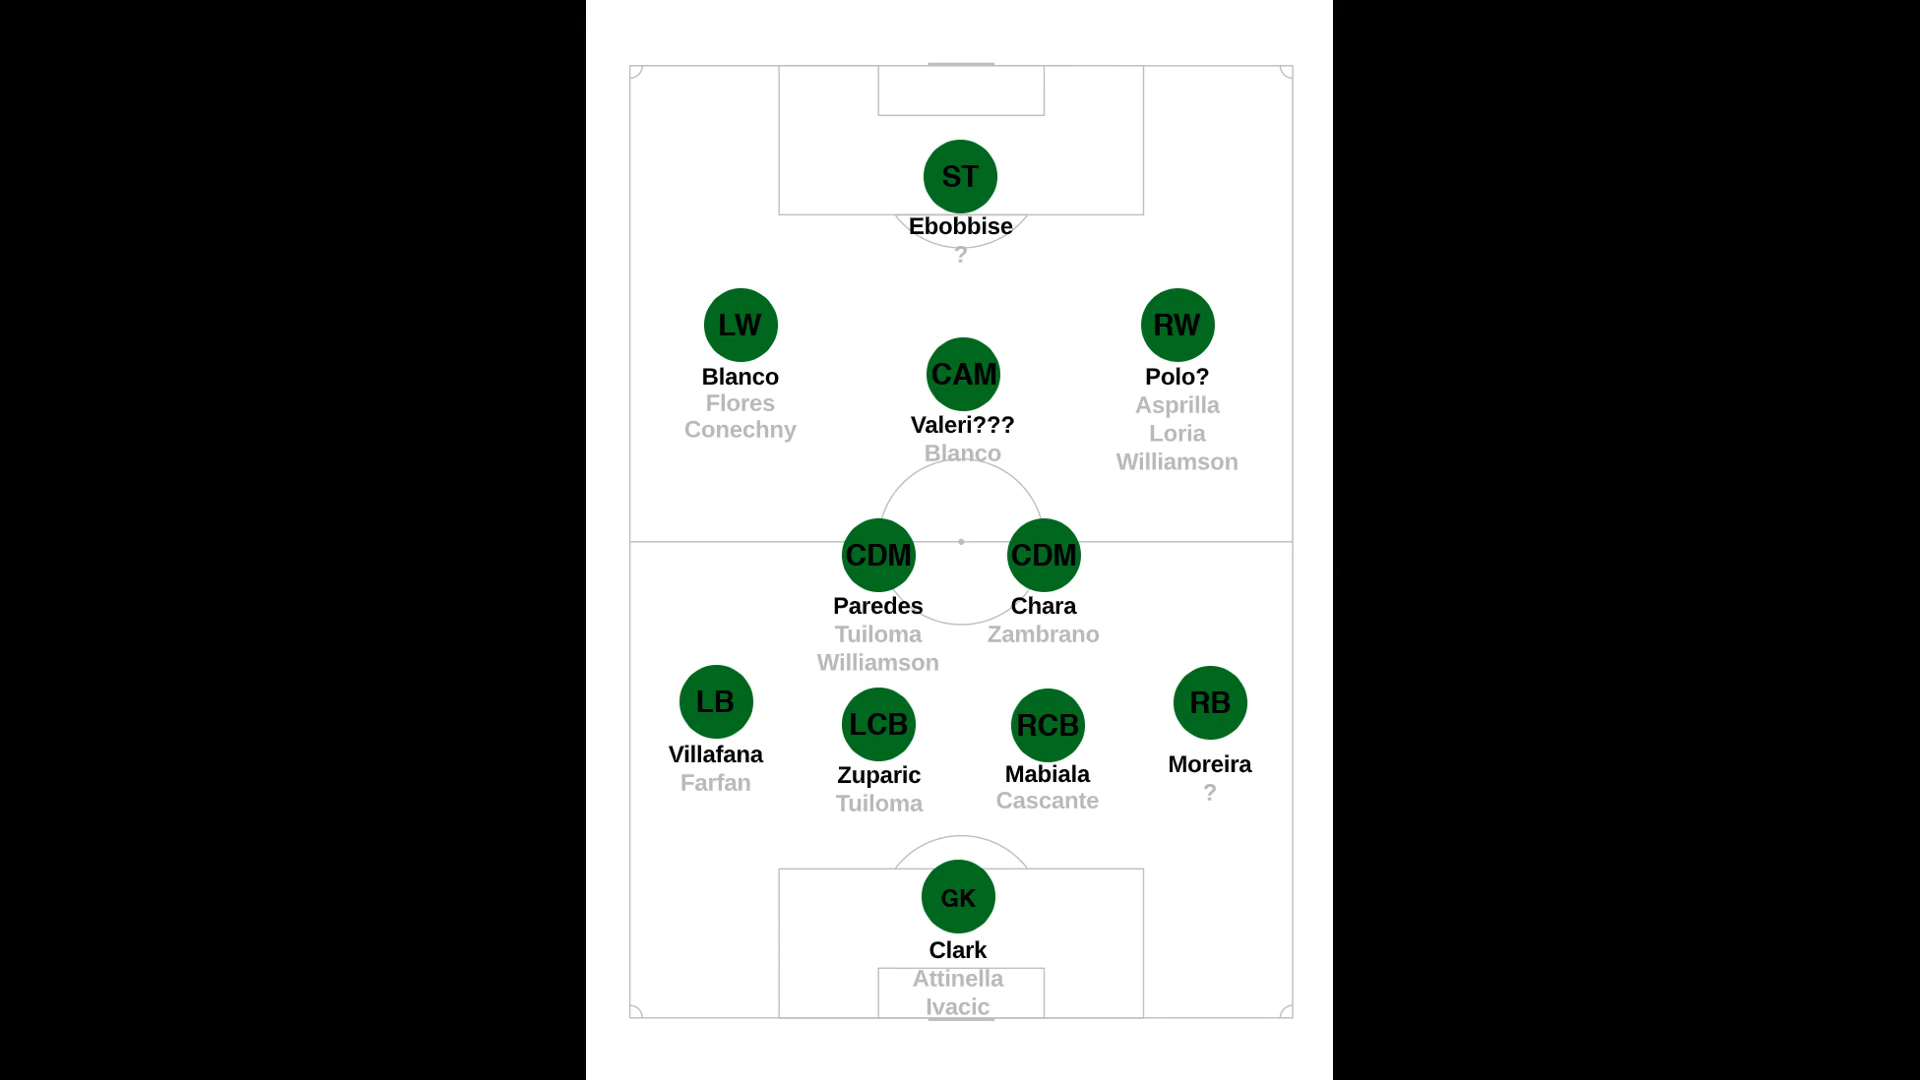 ST
Ebobbise
?
LW
Blanco
Flores
Conechny
CAM
Valeri???
Blanco
RW
Polo?
Asprilla
Loria
Williamson
CDM
Paredes
Tuiloma
Williamson
CDM
Chara
Zambrano
LB
Villafana
Farfan
LCB
Zuparic
Tuiloma
RCB
Mabiala
Cascante
RB
Moreira
?
GK
Clark
Attinella
Ivacic